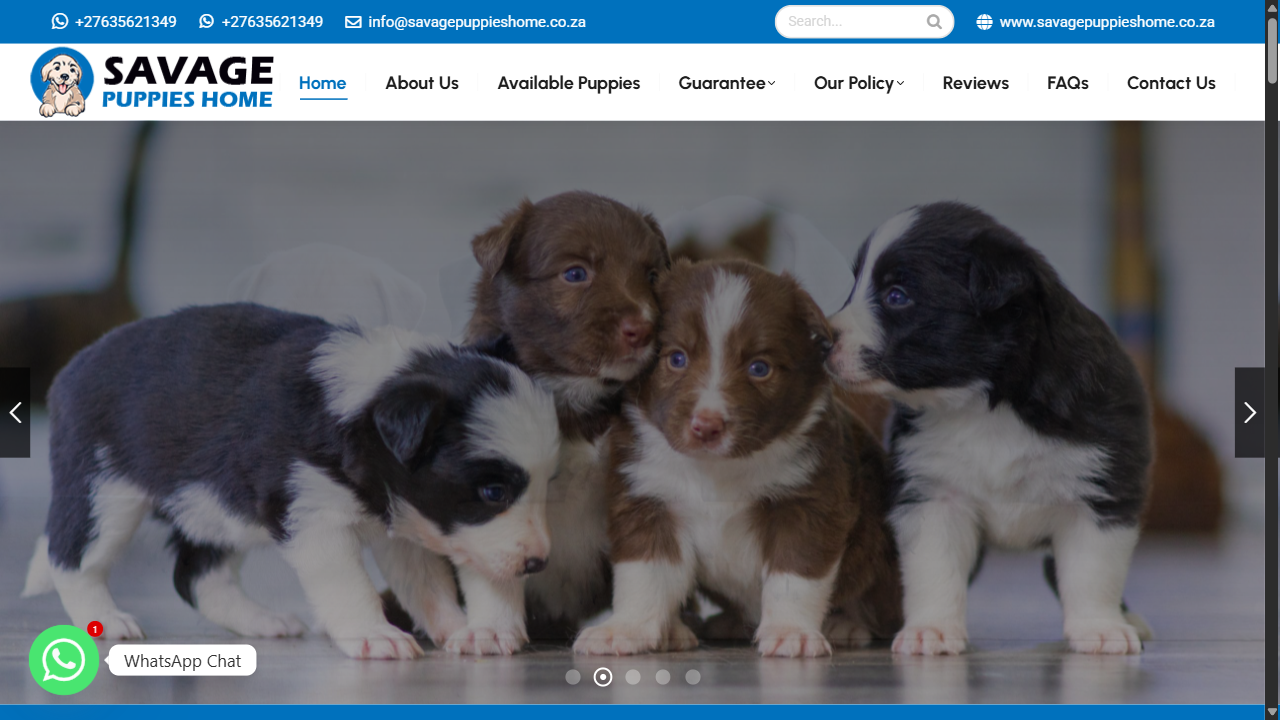 +27635621349
+27635621349
info@savagepuppieshome.co.za
Search...
www.savagepuppieshome.co.za
SAVAGE
PUPPIES HOME
Home
About Us
Available Puppies
Guarantee
Our Policy
Reviews
FAQs
Contact Us
1
WhatsApp Chat